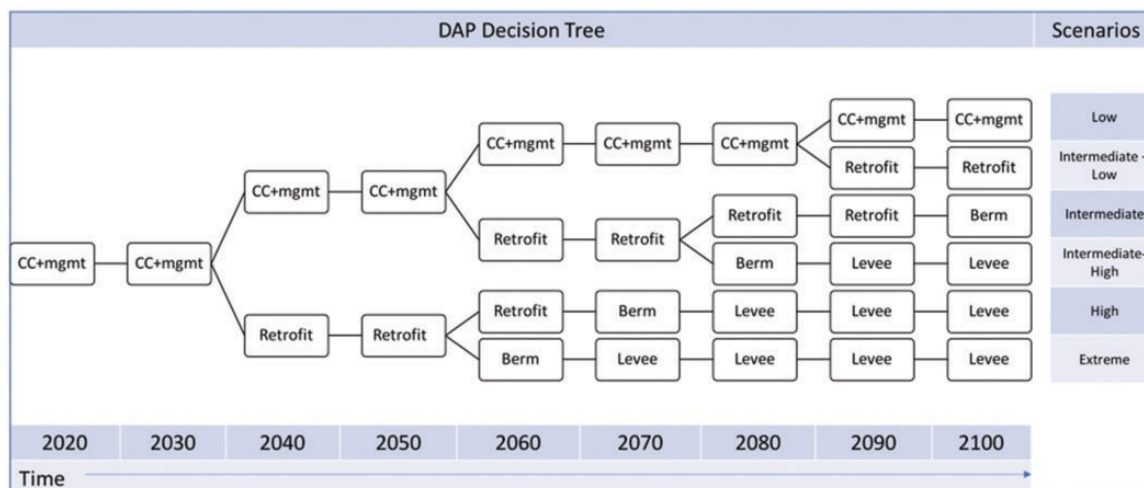 DAP Decision Tree Scenarios
CC+mgmt CC+mgmt Low
CC+mgmt CC+mgmt CC+mgmt
Retrofit Retrofit Intermediate -
Low
CC+mgmt CC+mgmt
Retrofit Retrofit Berm Intermediate
Retrofit Retrofit
CC+mgmt CC+mgmt
Berm Levee Levee Intermediate-
High
Retrofit Berm Levee Levee Levee High
Retrofit Retrofit
Berm Levee Levee Levee Levee Extreme
2020 2030 2040 2050 2060 2070 2080 2090 2100
Time